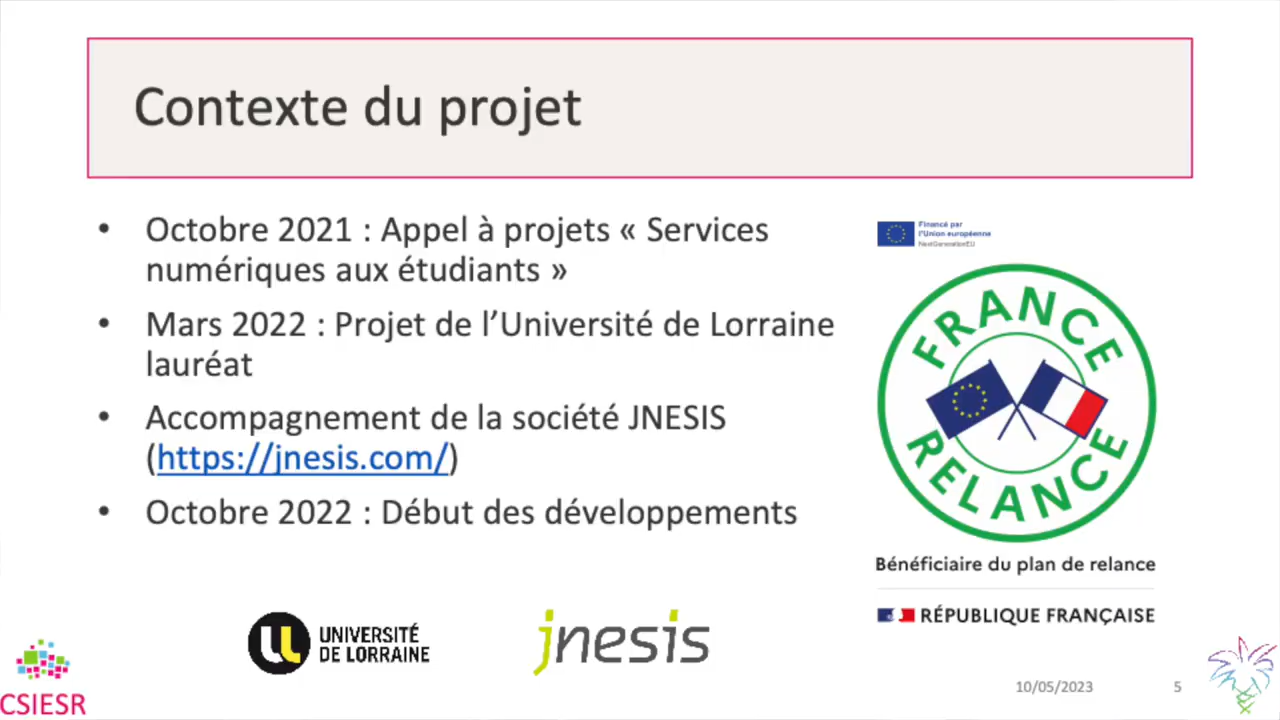 Contexte du projet
• Octobre 2021 : Appel à projets « Services
numériques aux étudiants »
• Mars 2022 : Projet de l’Université de Lorraine
lauréat
• Accompagnement de la société JNESIS
(https://jnesis.com/)
• Octobre 2022 : Début des développements
Financé par
l'Union européenne
NextGenerationEU
FRANCE
RELANCE
Bénéficiaire du plan de relance
RÉPUBLIQUE FRANÇAISE
UNIVERSITÉ
DE LORRAINE
jnesis
CSIESR
10/05/2023
5